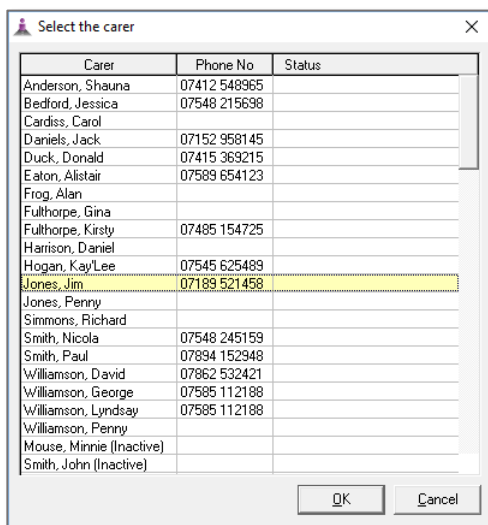 Select the carer
Carer Phone No Status
Anderson, Shauna 07412 548965
Bedford, Jessica 07548 215698
Cardiss, Carol
Daniels, Jack 07152 958145
Duck, Donald 07415 369215
Eaton, Alistair 07589 654123
Frog, Alan
Fulthorpe, Gina
Fulthorpe, Kirsty 07485 154725
Harrison, Daniel
Hogan, Kay'Lee 07545 625489
Jones, Jim 07189 521458
Jones, Penny
Simmons, Richard
Smith, Nicola 07548 245159
Smith, Paul 07894 152948
Williamson, David 07862 532421
Williamson, George 07585 112188
Williamson, Lyndsay 07585 112188
Williamson, Penny
Mouse, Minnie (Inactive)
Smith, John (Inactive)
OK Cancel